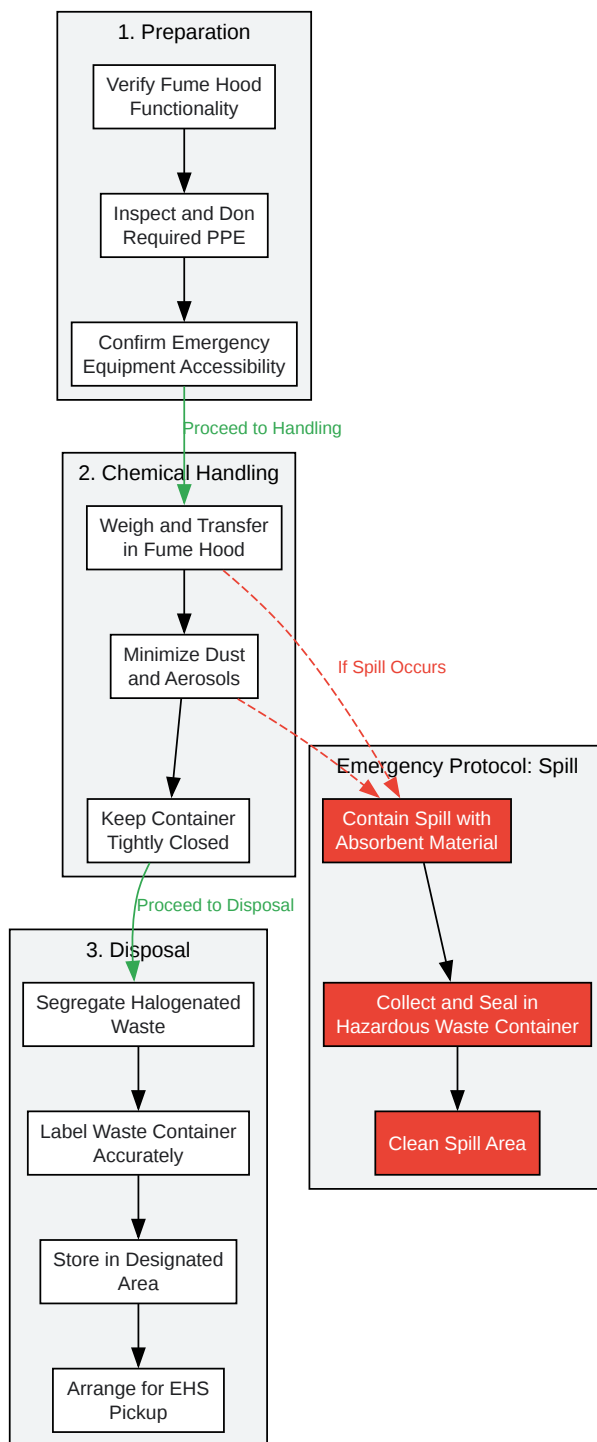 1. Preparation
Verify Fume Hood
Functionality
Inspect and Don
Required PPE
Confirm Emergency
Equipment Accessibility
Proceed to Handling
2. Chemical Handling
Weigh and Transfer
in Fume Hood
Minimize Dust
and Aerosols
Keep Container
Tightly Closed
If Spill Occurs
Emergency Protocol: Spill
Contain Spill with
Absorbent Material
Collect and Seal in
Hazardous Waste Container
Clean Spill Area
Proceed to Disposal
3. Disposal
Segregate Halogenated
Waste
Label Waste Container
Accurately
Store in Designated
Area
Arrange for EHS
Pickup